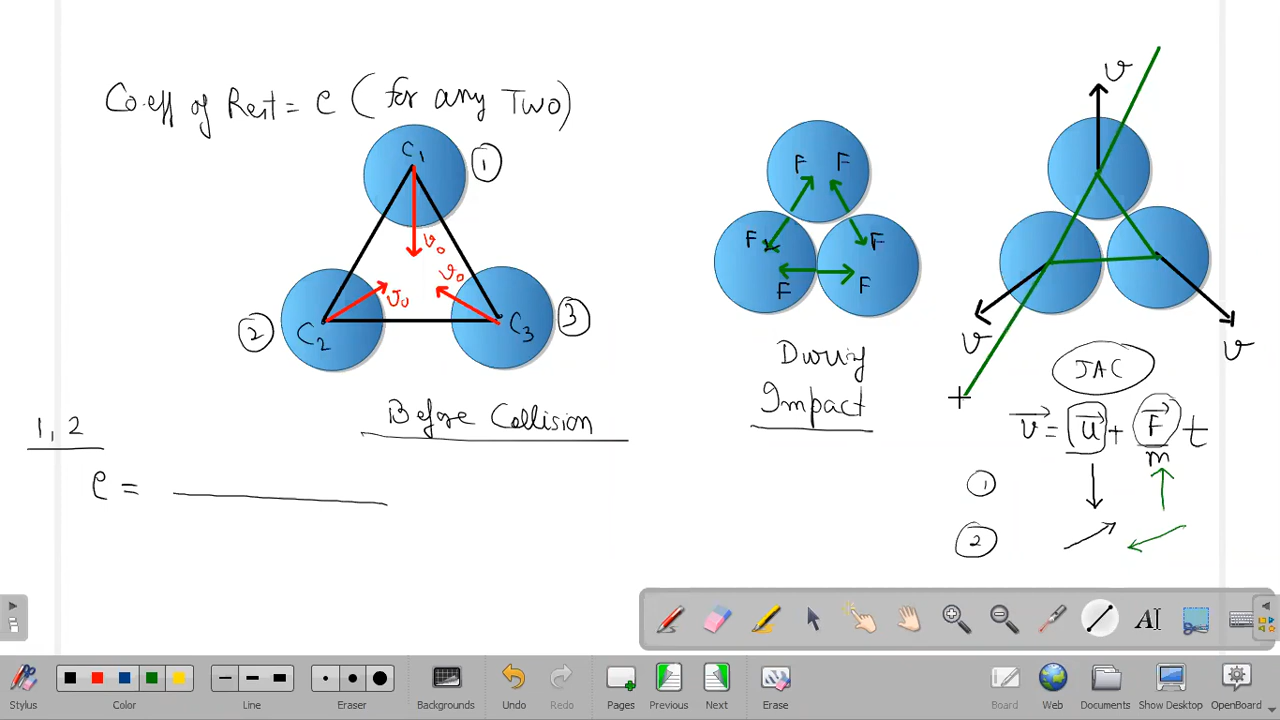 Co.eff of Rest = e (for any Two)
C1
1
v0
v0
v0
2
C2
C3
3
Before Collision
1, 2
e =
F F
F F
F F
During
Impact
v
v
v
JAC
v = u + F/m t
1
2
Stylus
Color
Line
Eraser
Backgrounds
Undo
Redo
Pages
Previous
Next
Erase
Board
Web
Documents
Show Desktop
OpenBoard